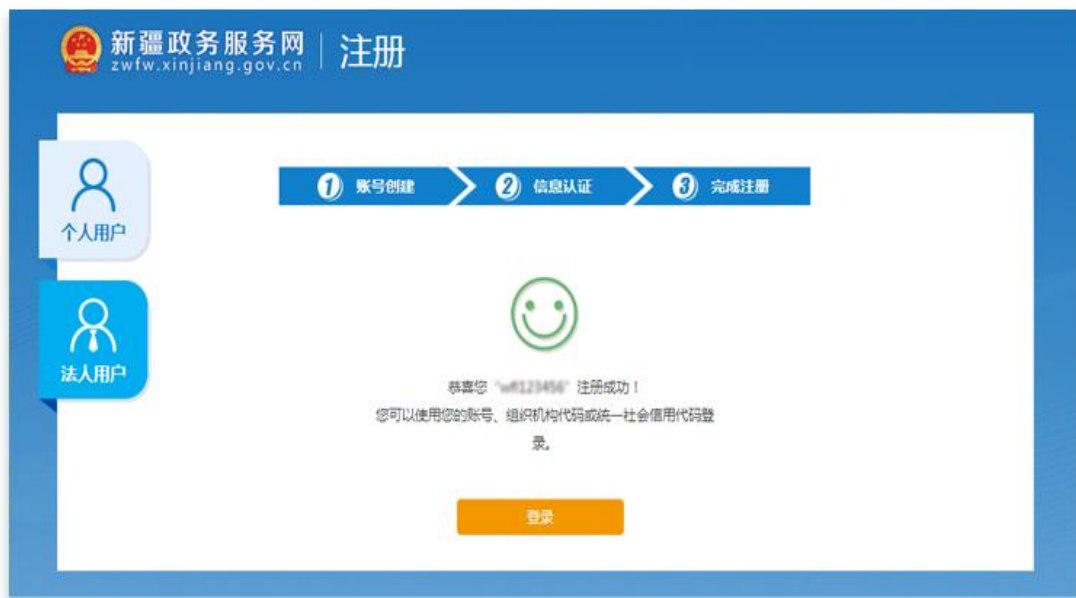 新疆政务服务网
zwfw.xinjiang.gov.cn
注册
1 账号创建
2 信息认证
3 完成注册
个人用户
法人用户
恭喜您 " " 注册成功！
您可以使用您的账号、组织机构代码或统一社会信用代码登
录。
登录